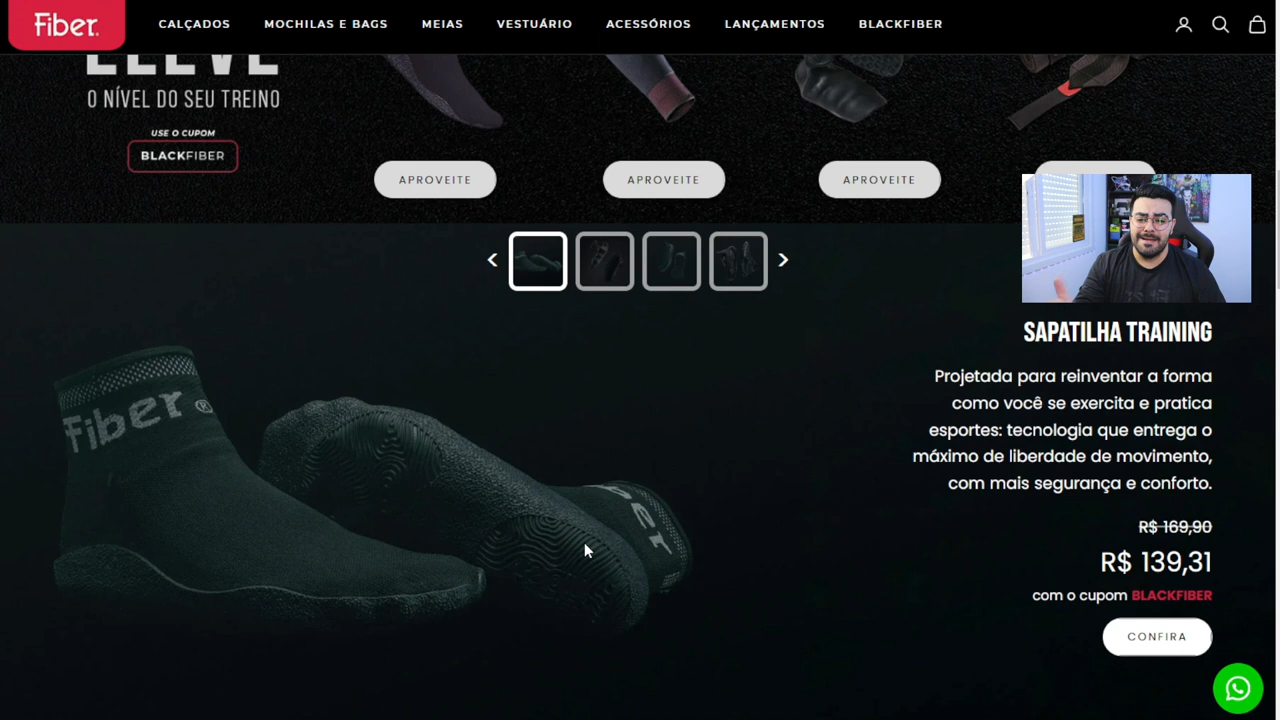 Fiber.
CALÇADOS MOCHILAS E BAGS MEIAS VESTUÁRIO ACESSÓRIOS LANÇAMENTOS BLACKFIBER
O NÍVEL DO SEU TREINO
USE O CUPOM
BLACKFIBER
APROVEITE APROVEITE APROVEITE
< >
SAPATILHA TRAINING
Projetada para reinventar a forma
como você se exercita e pratica
esportes: tecnologia que entrega o
máximo de liberdade de movimento,
com mais segurança e conforto.
R$ 169,90
R$ 139,31
com o cupom BLACKFIBER
CONFIRA
fiber®